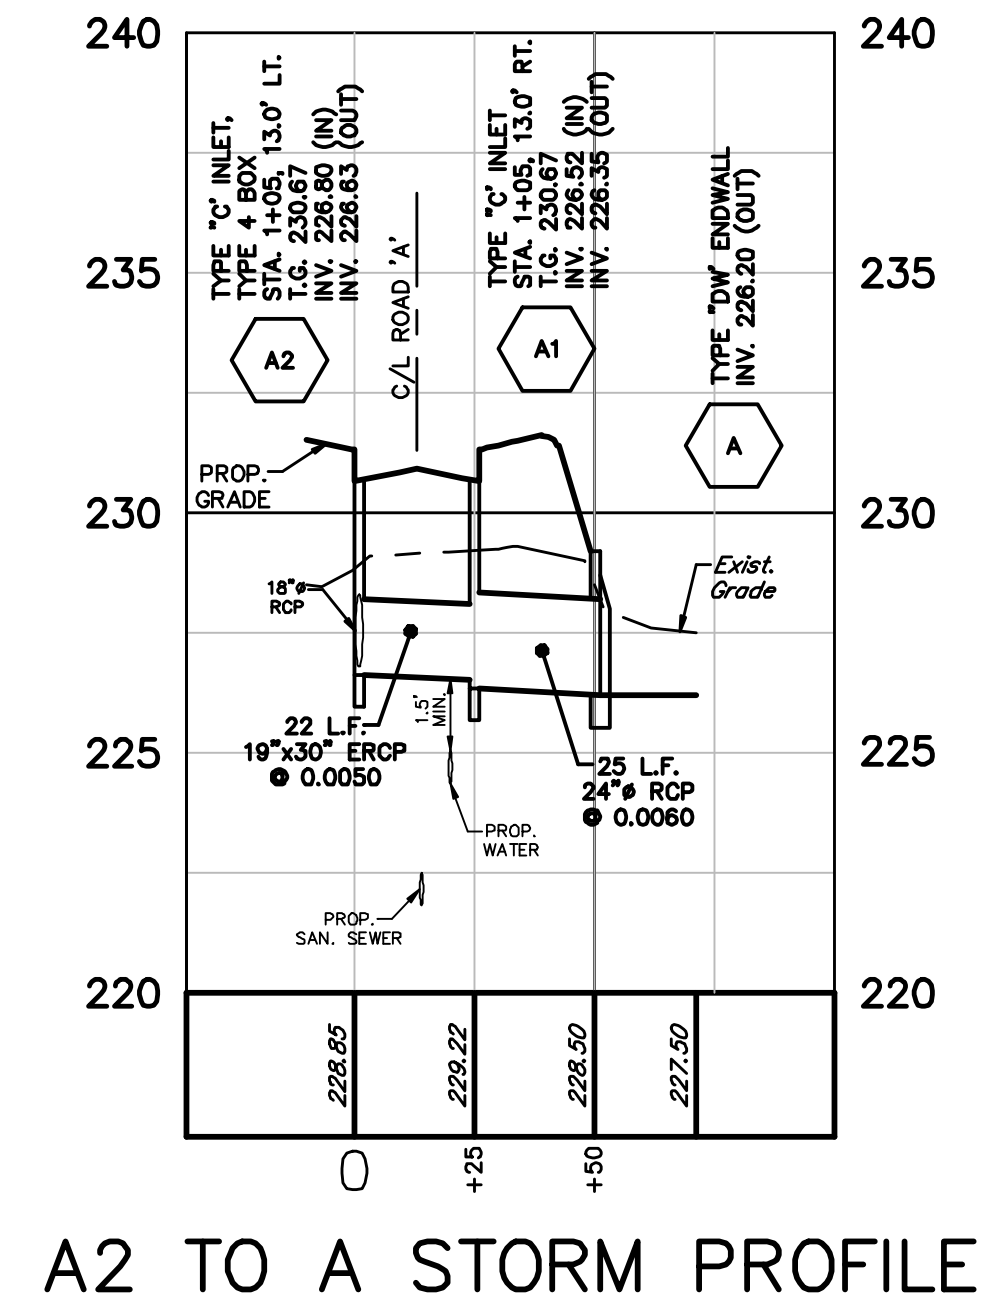 240
240
TYPE "C" INLET,
TYPE 4 BOX
STA. 1+05, 13.0' LT.
T.G. 230.67
INV. 226.80 (IN)
INV. 226.63 (OUT)
A2
C/L ROAD 'A'
TYPE "C" INLET
STA. 1+05, 13.0' RT.
T.G. 230.67
INV. 226.52 (IN)
INV. 226.35 (OUT)
A1
TYPE "DW" ENDWALL
INV. 226.20 (OUT)
A
235
235
PROP.
GRADE
230
230
18"ø
RCP
Exist.
Grade
1.5'
MIN.
22 L.F.
19"x30" ERCP
@ 0.0050
25 L.F.
24"ø RCP
@ 0.0060
225
225
PROP.
WATER
PROP.
SAN. SEWER
220
220
228.85
229.22
228.50
227.50
0
+25
+50
A2 TO A STORM PROFILE